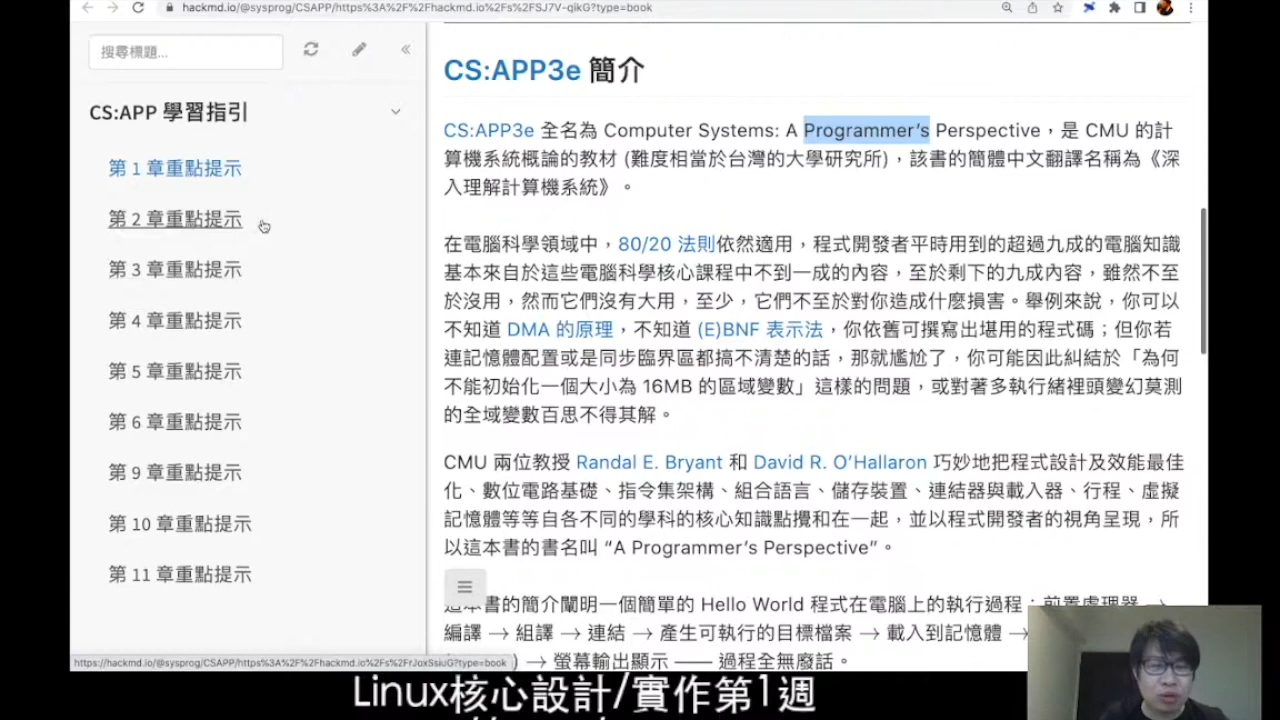 hackmd.io/@sysprog/CSAPP/https%3A%2F%2Fhackmd.io%2Fs%2FSJ7V-qikG?type=book
搜尋標題...
CS:APP 學習指引
第 1 章重點提示
第 2 章重點提示
第 3 章重點提示
第 4 章重點提示
第 5 章重點提示
第 6 章重點提示
第 9 章重點提示
第 10 章重點提示
第 11 章重點提示
CS:APP3e 簡介
CS:APP3e 全名為 Computer Systems: A Programmer’s Perspective，是 CMU 的計
算機系統概論的教材 (難度相當於台灣的大學研究所)，該書的簡體中文翻譯名稱為《深
入理解計算機系統》。
在電腦科學領域中，80/20 法則依然適用，程式開發者平時用到的超過九成的電腦知識
基本來自於這些電腦科學核心課程中不到一成的內容，至於剩下的九成內容，雖然不至
於沒用，然而它們沒有大用，至少，它們不至於對你造成什麼損害。舉例來說，你可以
不知道 DMA 的原理，不知道 (E)BNF 表示法，你依舊可撰寫出堪用的程式碼；但你若
連記憶體配置或是同步臨界區都搞不清楚的話，那就尷尬了，你可能因此糾結於「為何
不能初始化一個大小為 16MB 的區域變數」這樣的問題，或對著多執行緒裡頭變幻莫測
的全域變數百思不得其解。
CMU 兩位教授 Randal E. Bryant 和 David R. O’Hallaron 巧妙地把程式設計及效能最佳
化、數位電路基礎、指令集架構、組合語言、儲存裝置、連結器與載入器、行程、虛擬
記憶體等等自各不同的學科的核心知識點攪和在一起，並以程式開發者的視角呈現，所
以這本書的書名叫 “A Programmer’s Perspective”。
這本書的簡介闡明一個簡單的 Hello World 程式在電腦上的執行過程：前置處理器 →
編譯 → 組譯 → 連結 → 產生可執行的目標檔案 → 載入到記憶體 →
) → 螢幕輸出顯示 —— 過程全無廢話。
https://hackmd.io/@sysprog/CSAPP/https%3A%2F%2Fhackmd.io%2Fs%2FrJoxSsiuG?type=book
Linux核心設計/實作第1週